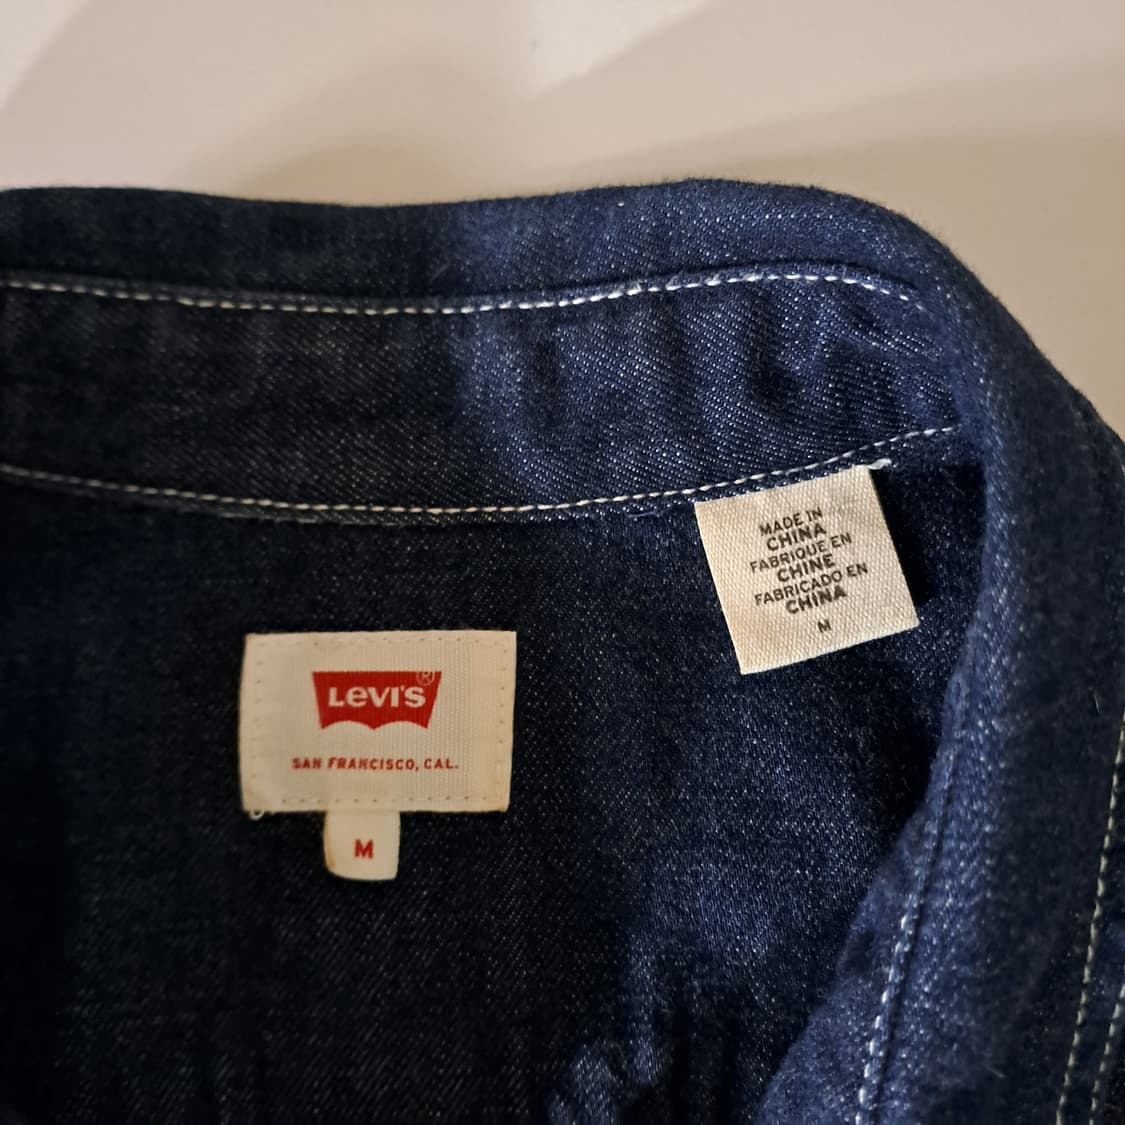 MADE IN
CHINA
FABRIQUE EN
CHINE
FABRICADO EN
CHINA
M
LEVI'S®
SAN FRANCISCO, CAL.
M